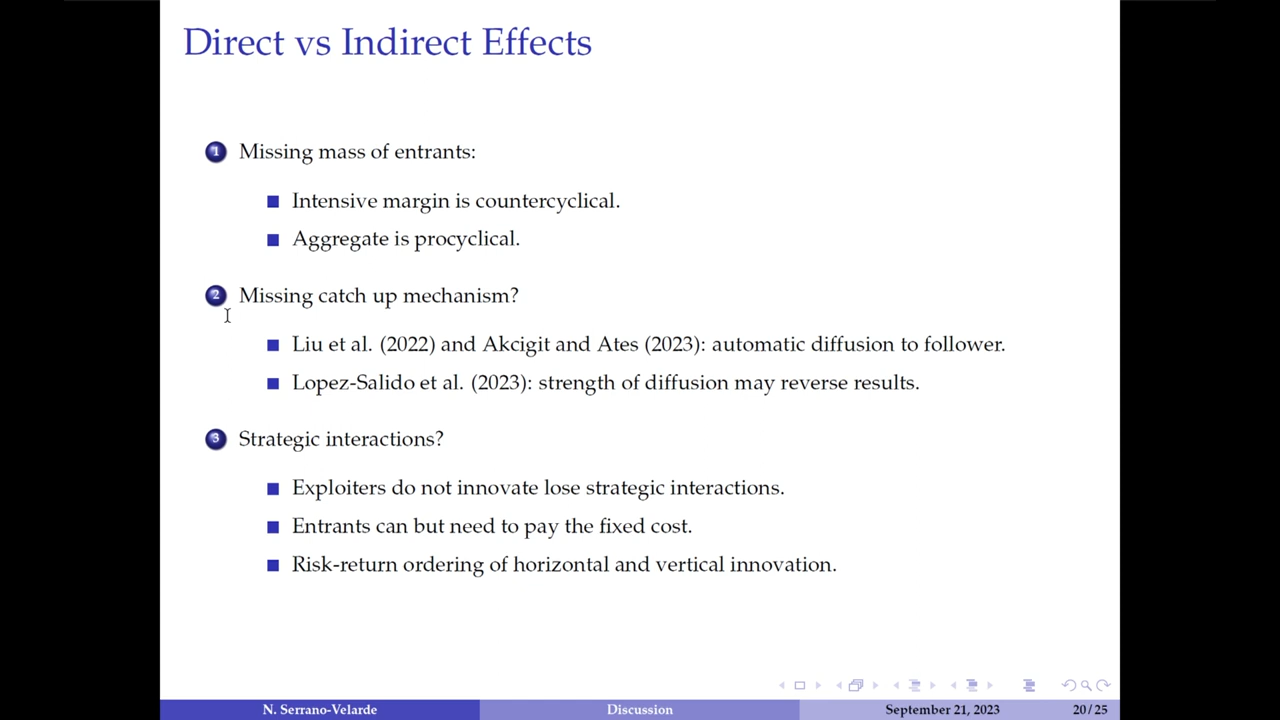 Direct vs Indirect Effects
1 Missing mass of entrants:
Intensive margin is countercyclical.
Aggregate is procyclical.
2 Missing catch up mechanism?
Liu et al. (2022) and Akcigit and Ates (2023): automatic diffusion to follower.
Lopez-Salido et al. (2023): strength of diffusion may reverse results.
3 Strategic interactions?
Exploiters do not innovate lose strategic interactions.
Entrants can but need to pay the fixed cost.
Risk-return ordering of horizontal and vertical innovation.
N. Serrano-Velarde Discussion September 21, 2023 20/25